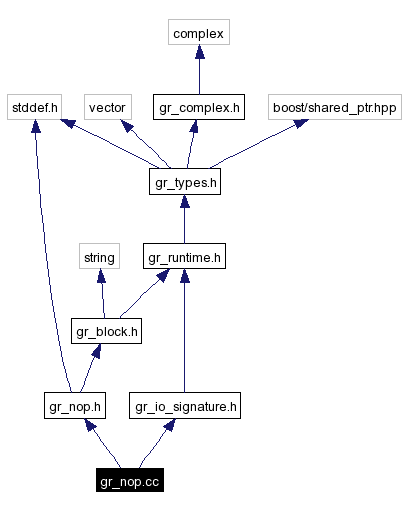 complex
stddef.h
vector
gr_complex.h
boost/shared_ptr.hpp
gr_types.h
string
gr_runtime.h
gr_block.h
gr_nop.h
gr_io_signature.h
gr_nop.cc